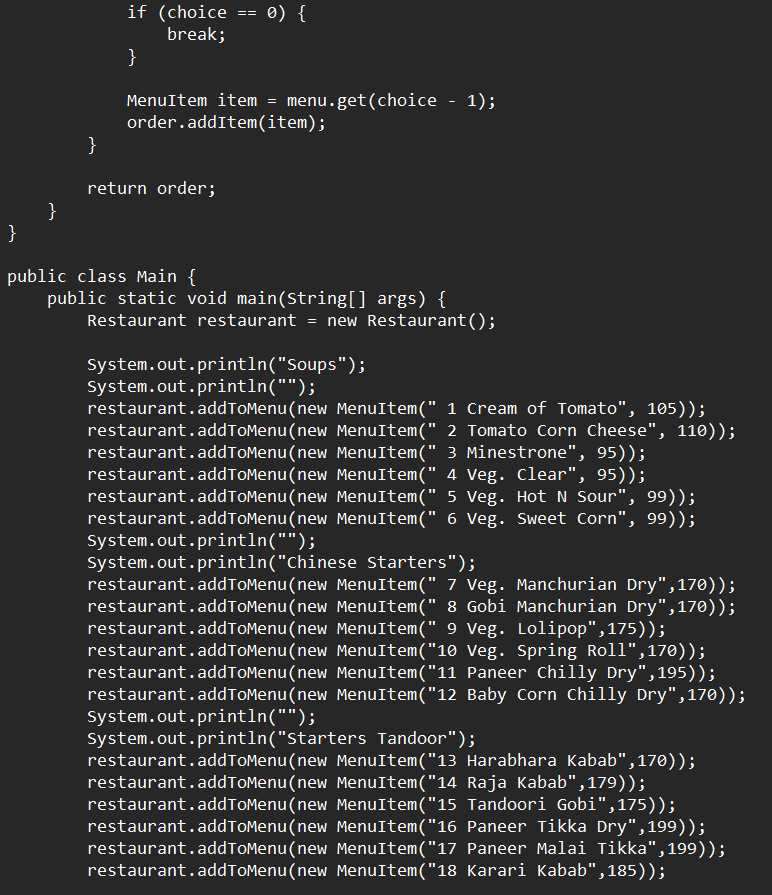 if (choice == 0) {
break;
}
MenuItem item = menu.get(choice - 1);
order.addItem(item);
}
return order;
}
}
public class Main {
public static void main(String[] args) {
Restaurant restaurant = new Restaurant();
System.out.println("Soups");
System.out.println("");
restaurant.addToMenu(new MenuItem(" 1 Cream of Tomato", 105));
restaurant.addToMenu(new MenuItem(" 2 Tomato Corn Cheese", 110));
restaurant.addToMenu(new MenuItem(" 3 Minestrone", 95));
restaurant.addToMenu(new MenuItem(" 4 Veg. Clear", 95));
restaurant.addToMenu(new MenuItem(" 5 Veg. Hot N Sour", 99));
restaurant.addToMenu(new MenuItem(" 6 Veg. Sweet Corn", 99));
System.out.println("");
System.out.println("Chinese Starters");
restaurant.addToMenu(new MenuItem(" 7 Veg. Manchurian Dry",170));
restaurant.addToMenu(new MenuItem(" 8 Gobi Manchurian Dry",170));
restaurant.addToMenu(new MenuItem(" 9 Veg. Lolipop",175));
restaurant.addToMenu(new MenuItem("10 Veg. Spring Roll",170));
restaurant.addToMenu(new MenuItem("11 Paneer Chilly Dry",195));
restaurant.addToMenu(new MenuItem("12 Baby Corn Chilly Dry",170));
System.out.println("");
System.out.println("Starters Tandoor");
restaurant.addToMenu(new MenuItem("13 Harabhara Kabab",170));
restaurant.addToMenu(new MenuItem("14 Raja Kabab",179));
restaurant.addToMenu(new MenuItem("15 Tandoori Gobi",175));
restaurant.addToMenu(new MenuItem("16 Paneer Tikka Dry",199));
restaurant.addToMenu(new MenuItem("17 Paneer Malai Tikka",199));
restaurant.addToMenu(new MenuItem("18 Karari Kabab",185));